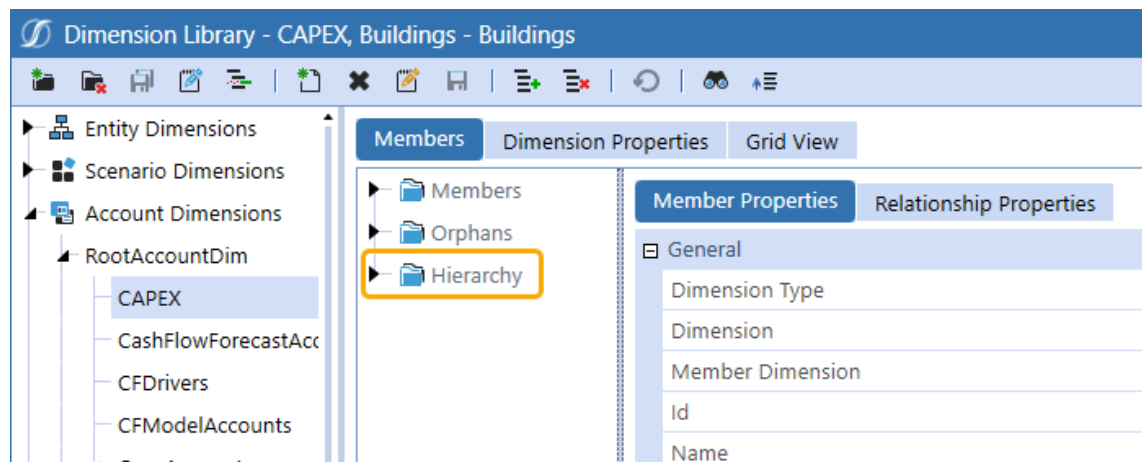 Dimension Library - CAPEX, Buildings - Buildings
Entity Dimensions
Scenario Dimensions
Account Dimensions
RootAccountDim
CAPEX
CashFlowForecastAcc
CFDrivers
CFModelAccounts
Members Dimension Properties Grid View
Members
Orphans
Hierarchy
Member Properties Relationship Properties
General
Dimension Type
Dimension
Member Dimension
Id
Name